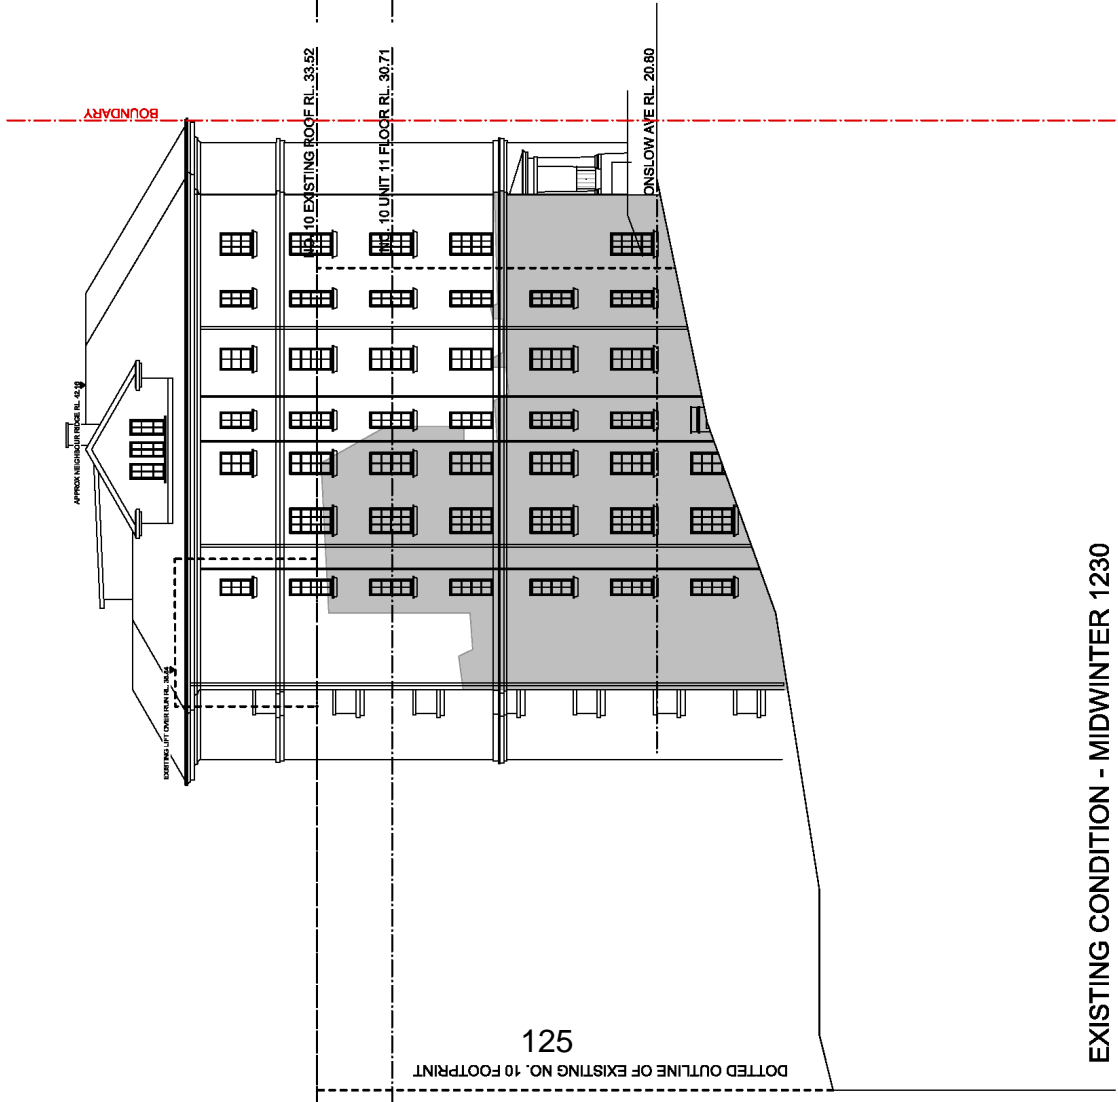 BOUNDARY
NO. 10 EXISTING ROOF RL. 33.52
NO. 10 UNIT 11 FLOOR RL. 30.71
ONSLOW AVE RL. 20.80
APPROX NEIGHBOUR RIDGE RL. 42.10
EXISTING LIFT OVER RUN RL. 38.84
125
DOTTED OUTLINE OF EXISTING NO. 10 FOOTPRINT
EXISTING CONDITION - MIDWINTER 1230